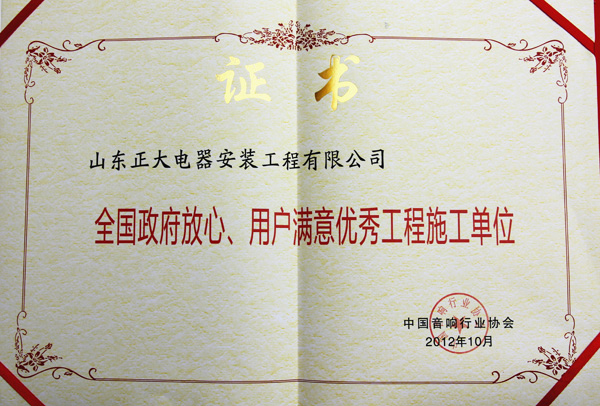 证书
山东正大电器安装工程有限公司
全国政府放心、用户满意优秀工程施工单位
中国音响行业协会
2012年10月